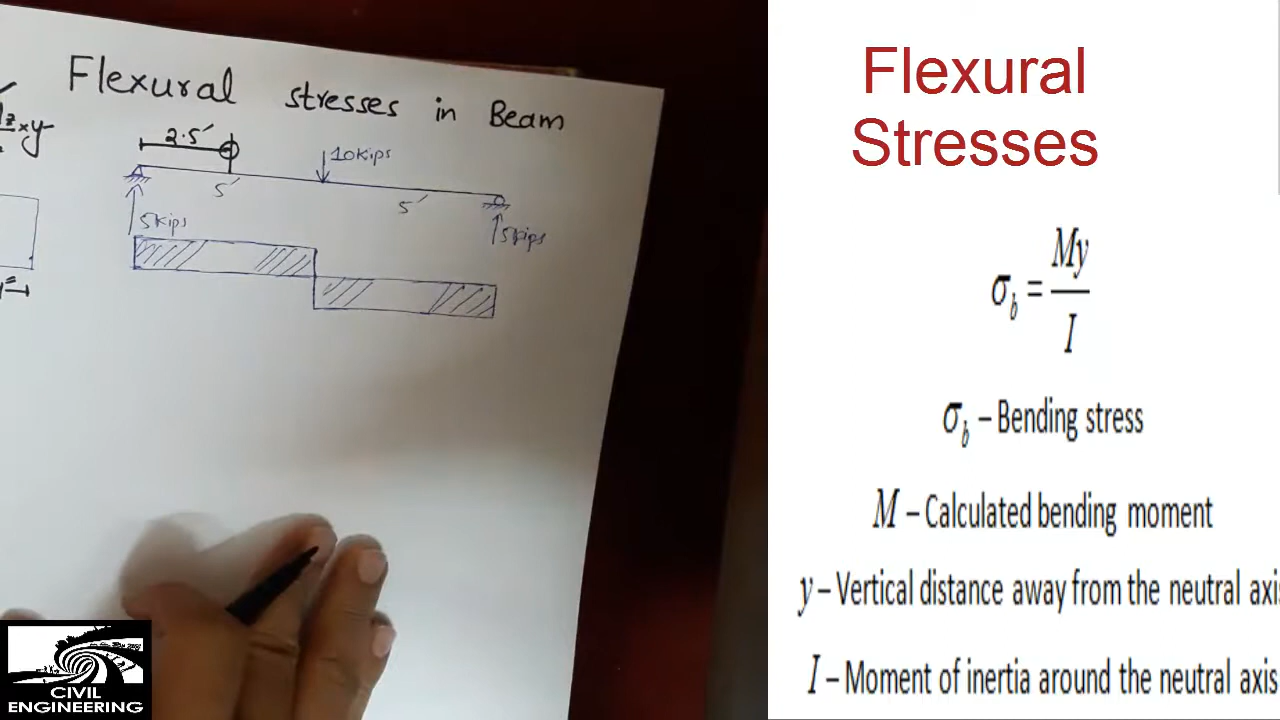 Flexural stresses in Beam
2.5′
10kips
5′
5′
5kips
5kips
Flexural
Stresses
σb = My
I
σb – Bending stress
M – Calculated bending moment
y – Vertical distance away from the neutral axis
I – Moment of inertia around the neutral axis
CIVIL
ENGINEERING